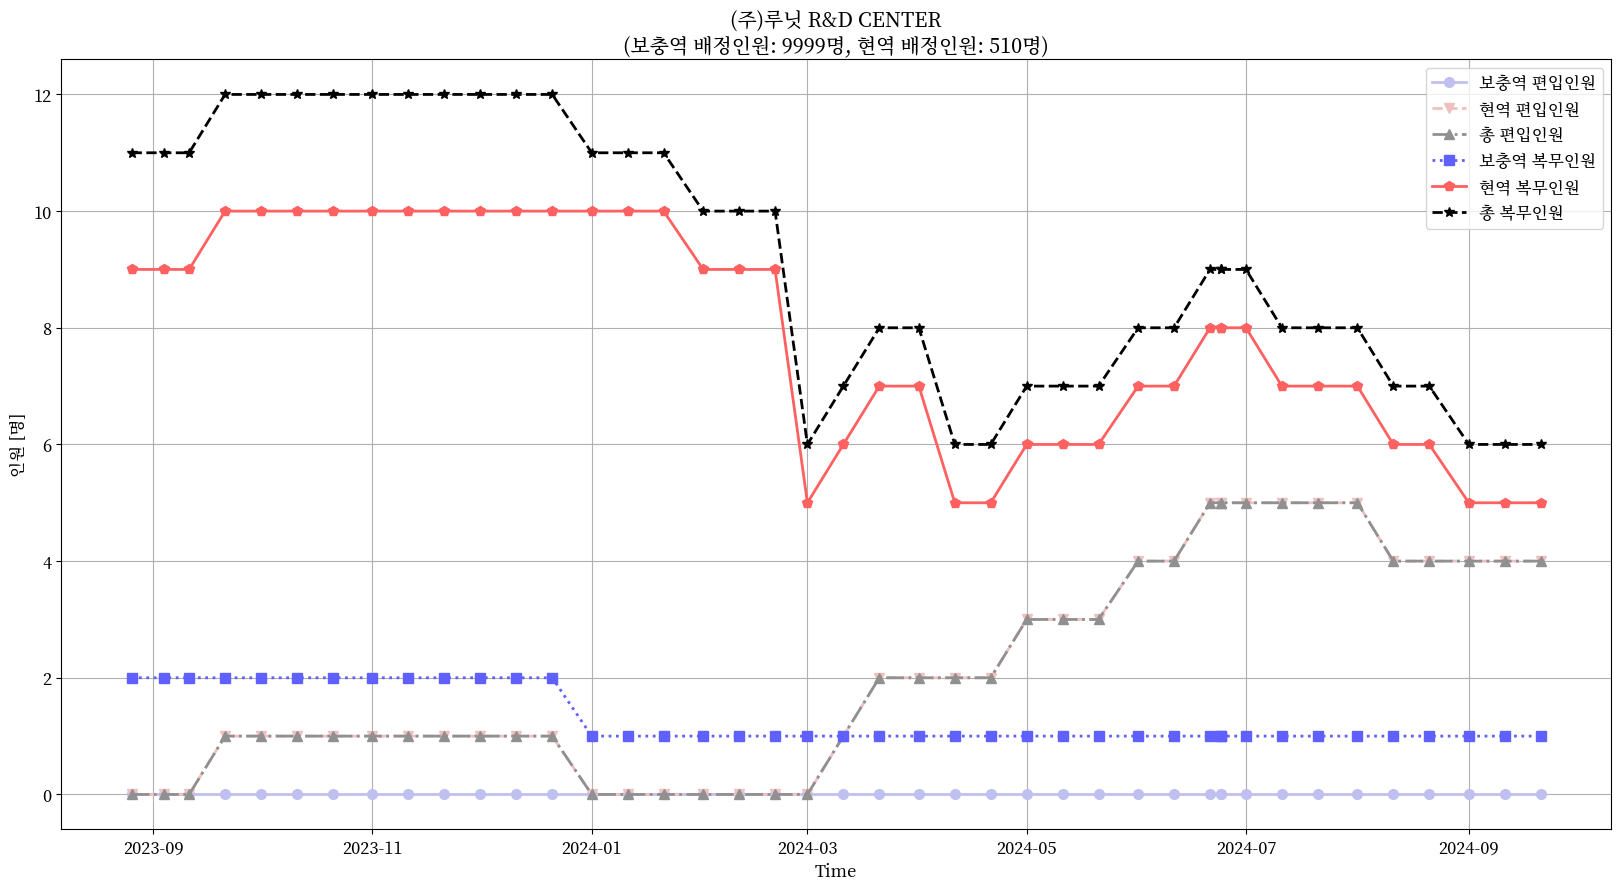 (주)루닛 R&D CENTER
(보충역 배정인원: 9999명, 현역 배정인원: 510명)
보충역 편입인원
현역 편입인원
총 편입인원
보충역 복무인원
현역 복무인원
총 복무인원
12
10
8
6
4
2
0
인원 [명]
2023-09
2023-11
2024-01
2024-03
2024-05
2024-07
2024-09
Time